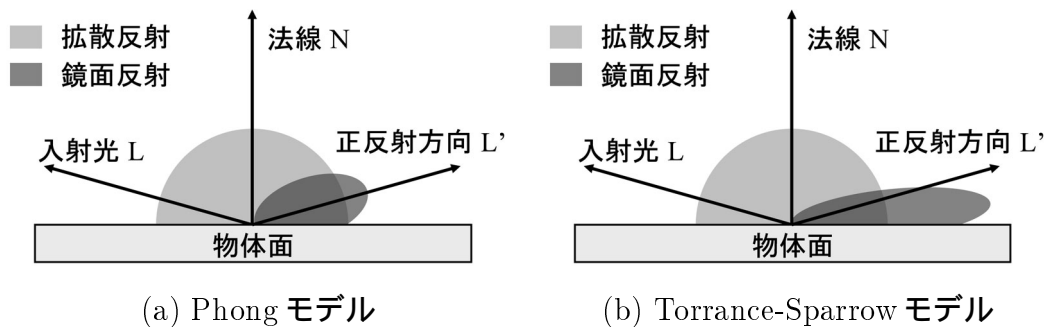 拡散反射
鏡面反射
法線 N
入射光 L
正反射方向 L’
物体面
(a) Phong モデル
拡散反射
鏡面反射
法線 N
入射光 L
正反射方向 L’
物体面
(b) Torrance-Sparrow モデル